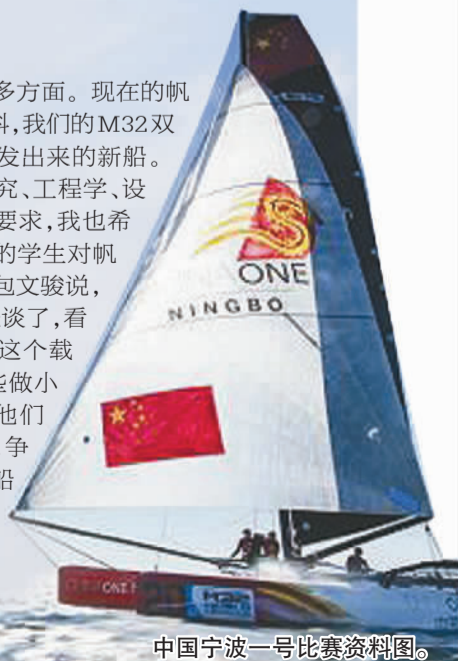 多方面。现在的帆
料,我们的M32双
发出来的新船。
究、工程学、设
要求,我也希
的学生对帆
包文骏说,
谈了,看
这个载
做小
他们
争
船
ONE
NINGBO
ONE
M32
中国宁波一号比赛资料图。